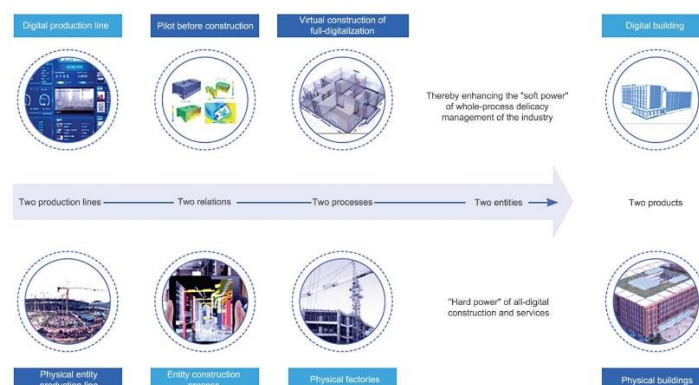 Digital production line
Pilot before construction
Virtual construction of
full-digitalization
Digital building
Thereby enhancing the "soft power"
of whole-process delicacy
management of the industry
Two production lines
Two relations
Two processes
Two entities
Two products
"Hard power" of all-digital
construction and services
Physical entity
production line
Entity construction
process
Physical factories
Physical buildings